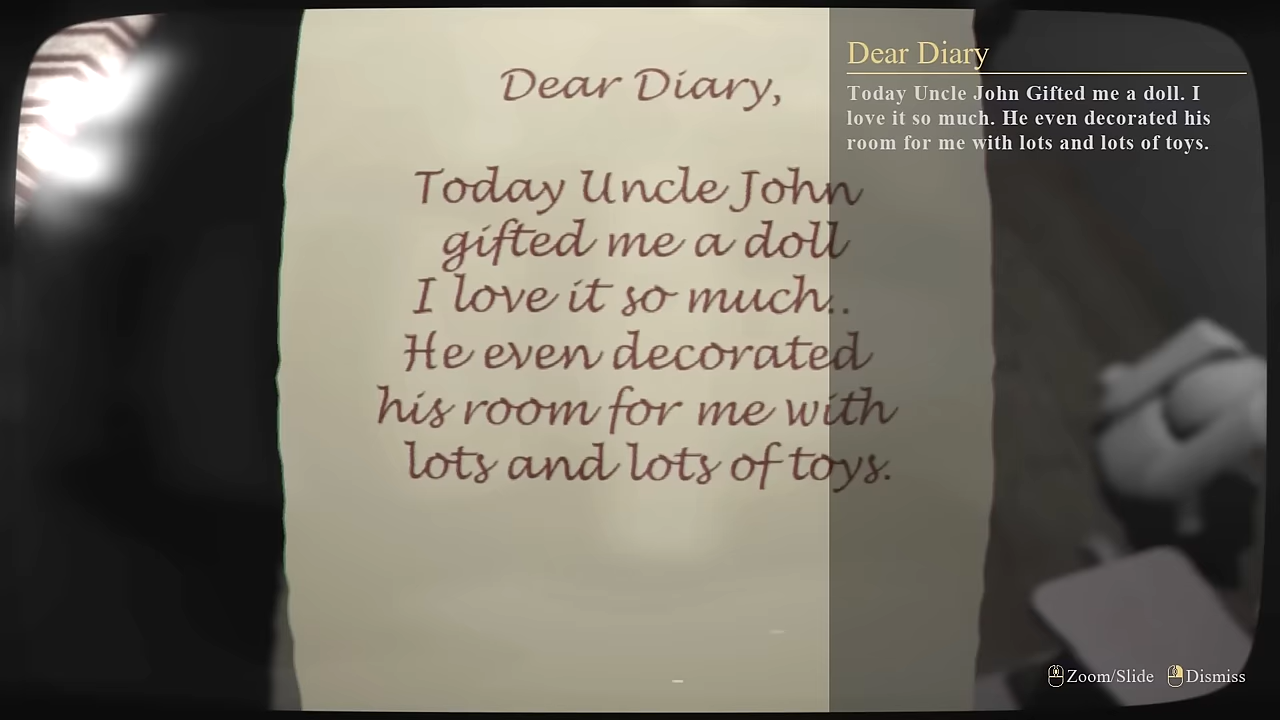 Dear Diary,
Today Uncle John
gifted me a doll
I love it so much..
He even decorated
his room for me with
lots and lots of toys.
Dear Diary
Today Uncle John Gifted me a doll. I
love it so much. He even decorated his
room for me with lots and lots of toys.
Zoom/Slide Dismiss